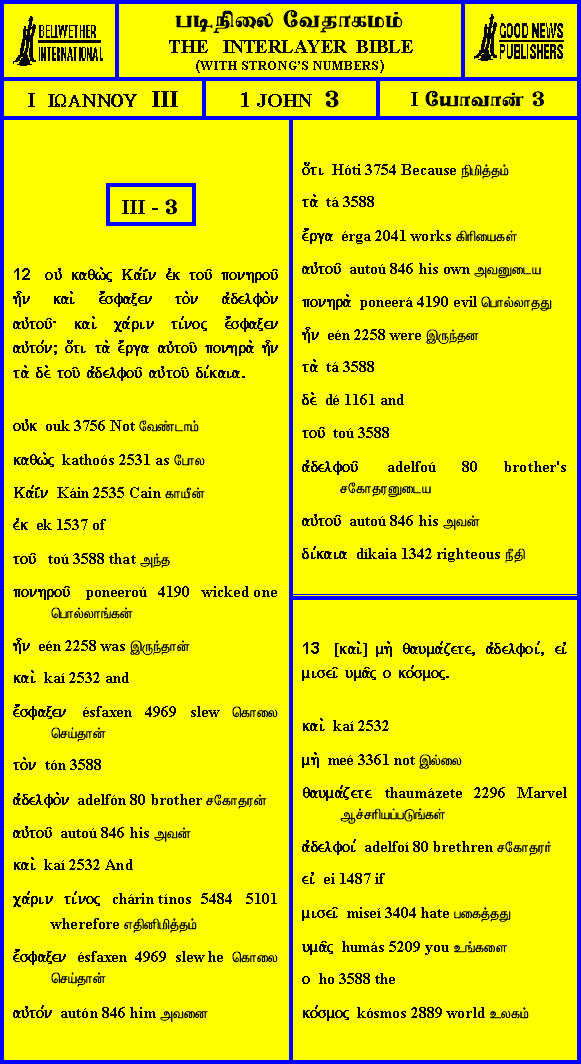 BELLWETHER
INTERNATIONAL
படிநிலை வேதாகமம்
THE INTERLAYER BIBLE
(WITH STRONG'S NUMBERS)
GOOD NEWS
PUBLISHERS
I ΙΩΑΝΝΟΥ III
1 JOHN 3
I யோவான் 3
III - 3
12 οὐ καθὼς Κάΐν ἐκ τοῦ πονηροῦ
ἦν καὶ ἔσφαξεν τὸν ἀδελφὸν
αὐτοῦ· καὶ χάριν τίνος ἔσφαξεν
αὐτόν; ὅτι τὰ ἔργα αὐτοῦ πονηρὰ ἦν
τὰ δὲ τοῦ ἀδελφοῦ αὐτοῦ δίκαια.
οὐκ ouk 3756 Not வேண்டாம்
καθὼς kathoós 2531 as போல
Κάΐν Káin 2535 Cain காயீன்
ἐκ ek 1537 of
τοῦ toú 3588 that அந்த
πονηροῦ poneeroú 4190 wicked one
பொல்லாங்கன்
ἦν eén 2258 was இருந்தான்
καὶ kaí 2532 and
ἔσφαξεν ésfaxen 4969 slew கொலை
செய்தான்
τὸν tón 3588
ἀδελφὸν adelfón 80 brother சகோதரன்
αὐτοῦ autoú 846 his அவன்
καὶ kaí 2532 And
χάριν τίνος chárin tínos 5484 5101
wherefore எதினிமித்தம்
ἔσφαξεν ésfaxen 4969 slew he கொலை
செய்தான்
αὐτόν autón 846 him அவனை
ὅτι Hóti 3754 Because நிமித்தம்
τὰ tá 3588
ἔργα érga 2041 works கிரியைகள்
αὐτοῦ autoú 846 his own அவனுடைய
πονηρὰ poneerá 4190 evil பொல்லாதது
ἦν eén 2258 were இருந்தன
τὰ tá 3588
δὲ dé 1161 and
τοῦ toú 3588
ἀδελφοῦ adelfoú 80 brother's
சகோதரனுடைய
αὐτοῦ autoú 846 his அவன்
δίκαια díkaia 1342 righteous நீதி
13 [καὶ] μὴ θαυμάζετε, ἀδελφοί, εἰ
μισεῖ υμᾶς ο κόσμος.
καὶ kaí 2532
μὴ meé 3361 not இல்லை
θαυμάζετε thaumázete 2296 Marvel
ஆச்சரியப்படுங்கள்
ἀδελφοί adelfoí 80 brethren சகோதரர்
εἰ ei 1487 if
μισεῖ miseí 3404 hate பகைத்தது
υμᾶς humás 5209 you உங்களை
ο ho 3588 the
κόσμος kósmos 2889 world உலகம்